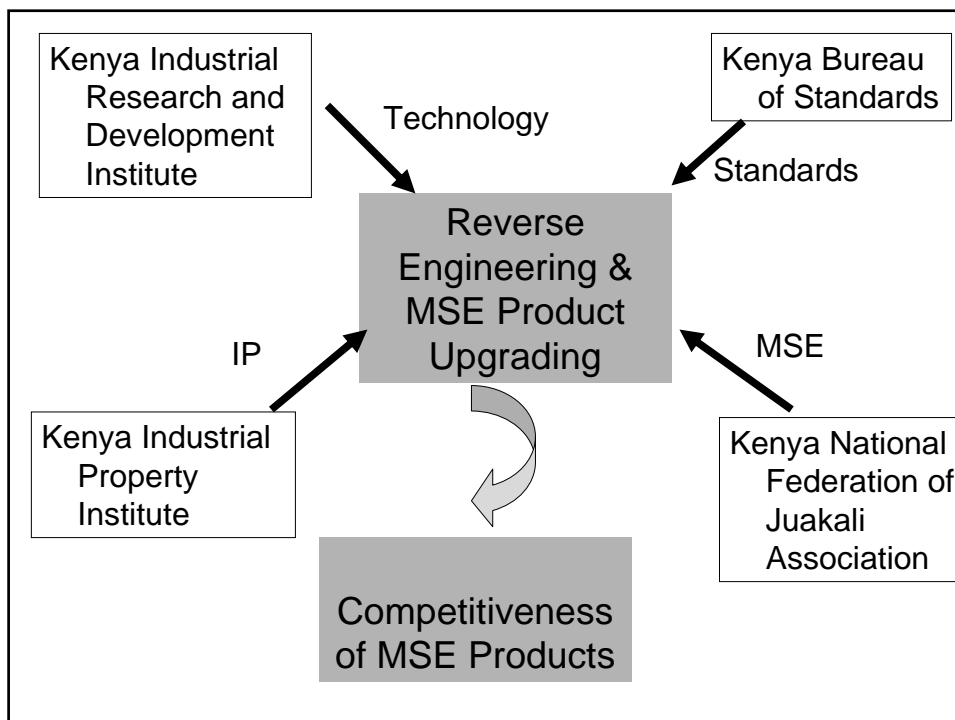 Kenya Industrial
Research and
Development
Institute
Technology
Kenya Bureau
of Standards
Standards
Reverse
Engineering &
MSE Product
Upgrading
IP
MSE
Kenya Industrial
Property
Institute
Kenya National
Federation of
Juakali
Association
Competitiveness
of MSE Products